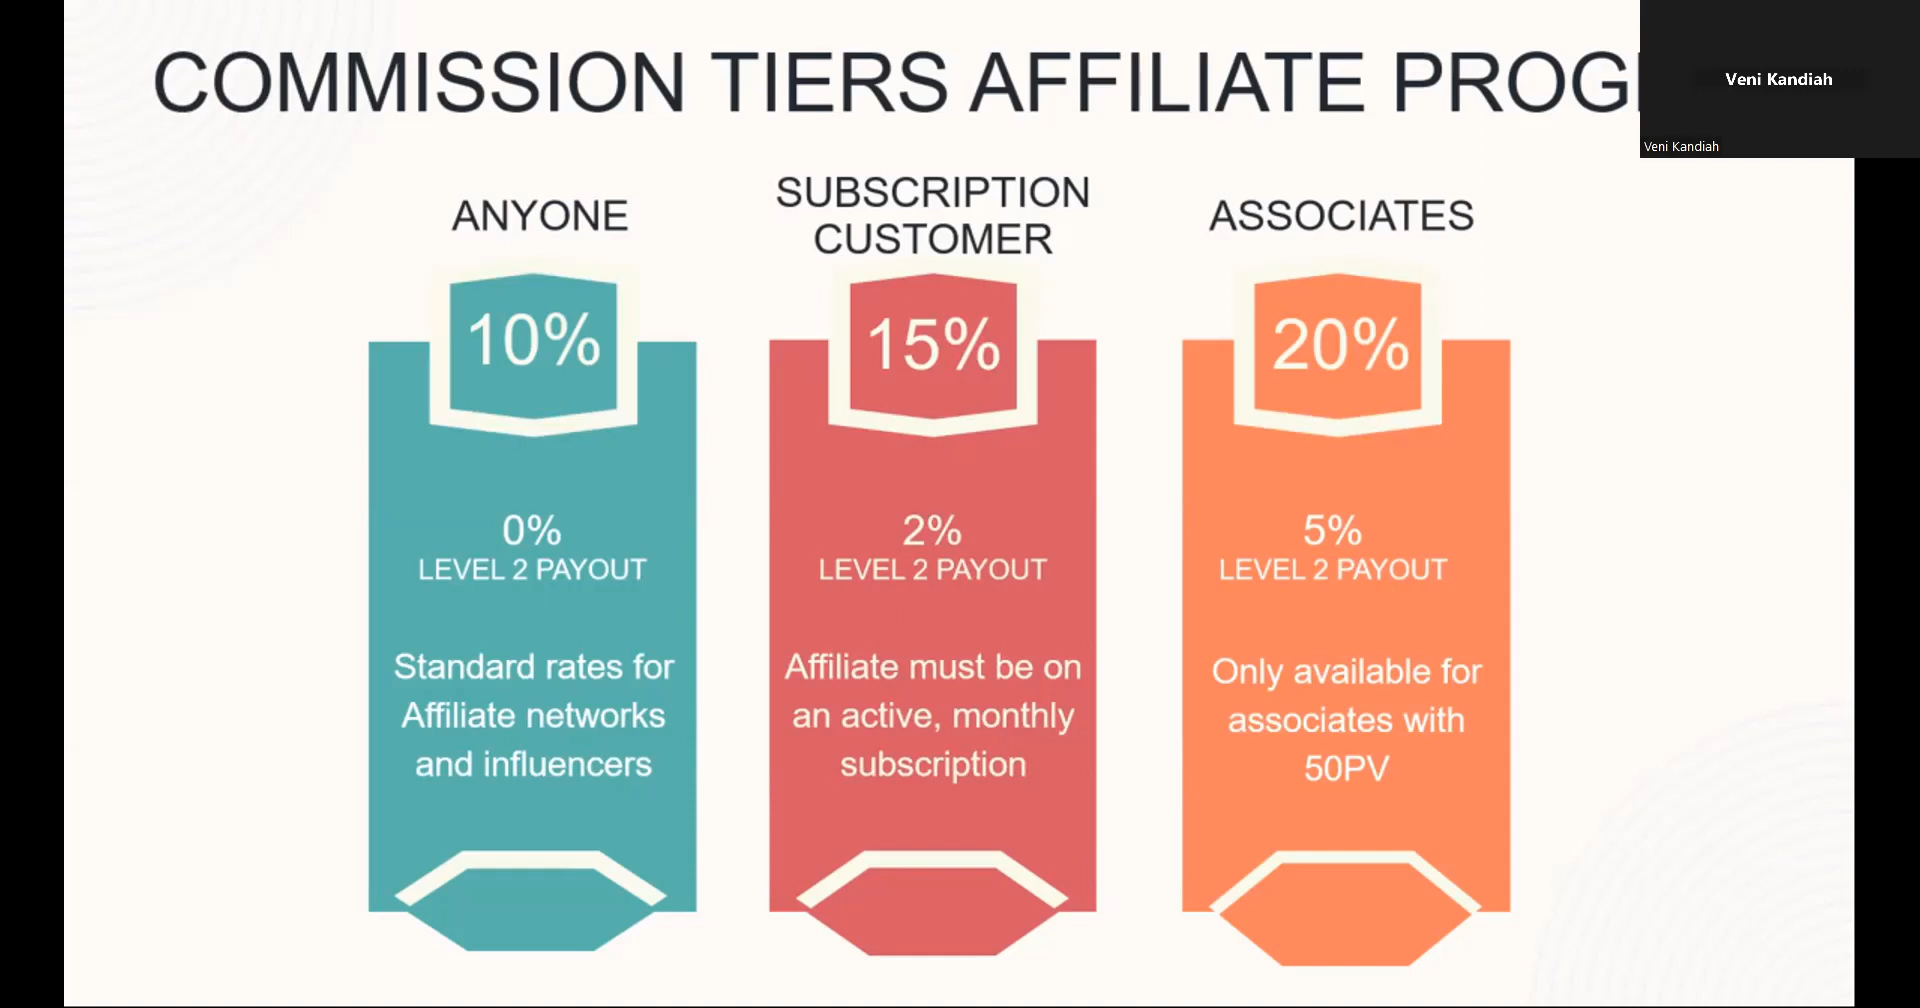 COMMISSION TIERS AFFILIATE PROG
Veni Kandiah
Veni Kandiah
ANYONE
SUBSCRIPTION
CUSTOMER
ASSOCIATES
10%
15%
20%
0%
LEVEL 2 PAYOUT
2%
LEVEL 2 PAYOUT
5%
LEVEL 2 PAYOUT
Standard rates for
Affiliate networks
and influencers
Affiliate must be on
an active, monthly
subscription
Only available for
associates with
50PV